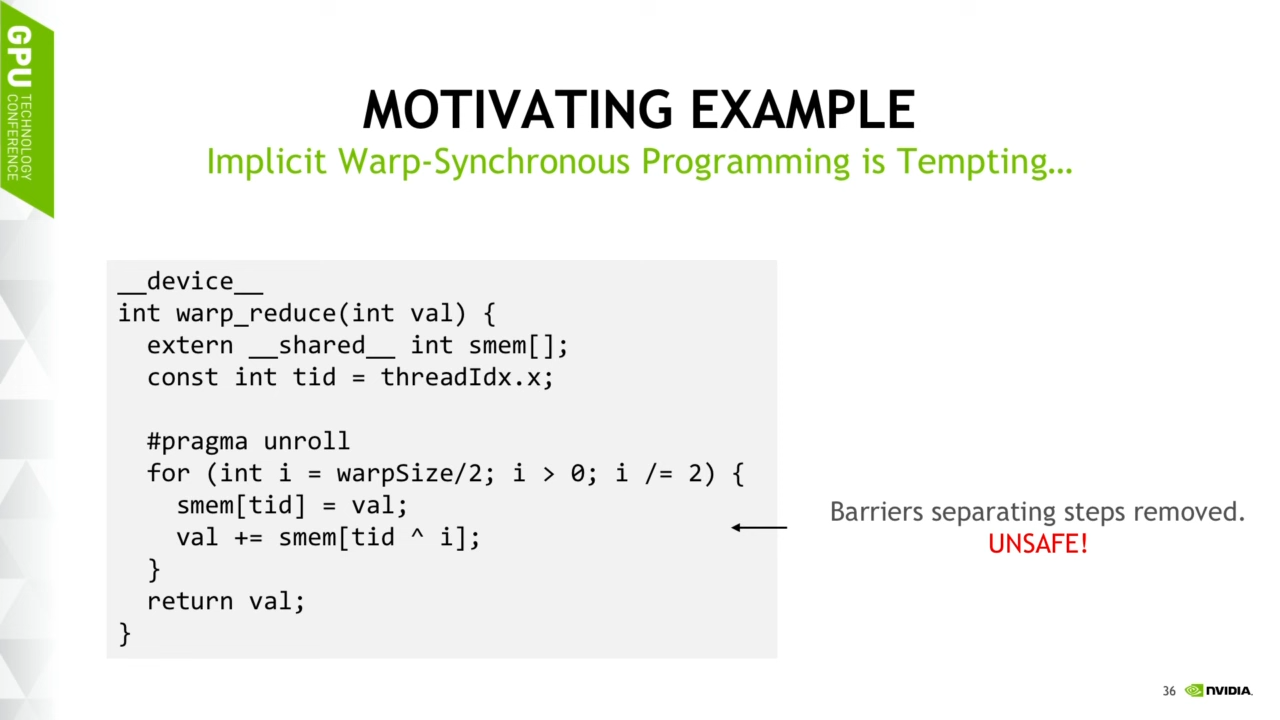 GPU TECHNOLOGY
CONFERENCE
MOTIVATING EXAMPLE
Implicit Warp-Synchronous Programming is Tempting…
__device__
int warp_reduce(int val) {
  extern __shared__ int smem[];
  const int tid = threadIdx.x;

  #pragma unroll
  for (int i = warpSize/2; i > 0; i /= 2) {
    smem[tid] = val;
    val += smem[tid ^ i];
  }
  return val;
}
Barriers separating steps removed.
UNSAFE!
36 NVIDIA.